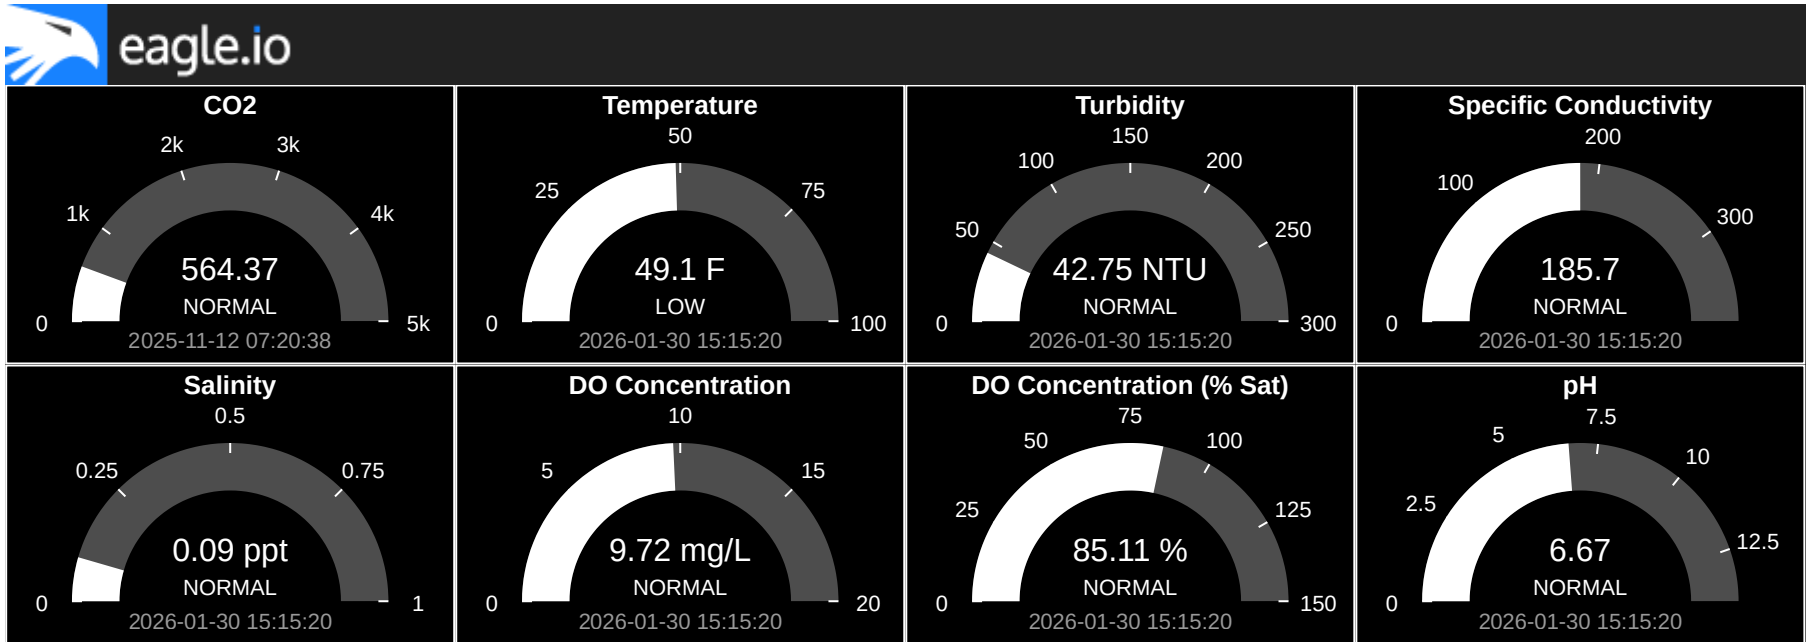 eagle.io
CO2
0
1k
2k
3k
4k
5k
564.37
NORMAL
2025-11-12 07:20:38
Temperature
0
25
50
75
100
49.1 F
LOW
2026-01-30 15:15:20
Turbidity
0
50
100
150
200
250
300
42.75 NTU
NORMAL
2026-01-30 15:15:20
Specific Conductivity
0
100
200
300
185.7
NORMAL
2026-01-30 15:15:20
Salinity
0
0.25
0.5
0.75
1
0.09 ppt
NORMAL
2026-01-30 15:15:20
DO Concentration
0
5
10
15
20
9.72 mg/L
NORMAL
2026-01-30 15:15:20
DO Concentration (% Sat)
0
25
50
75
100
125
150
85.11 %
NORMAL
2026-01-30 15:15:20
pH
0
2.5
5
7.5
10
12.5
6.67
NORMAL
2026-01-30 15:15:20